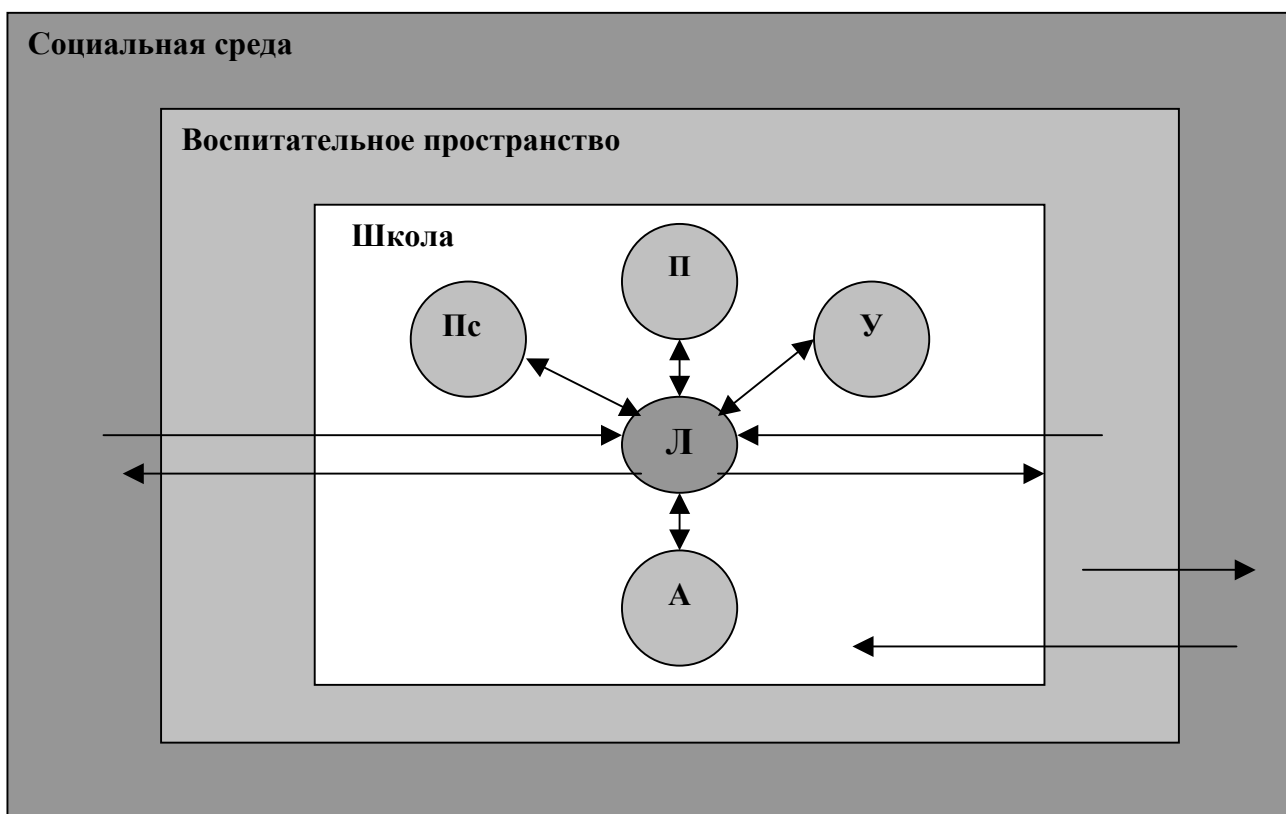 Социальная среда
Воспитательное пространство
Школа
П
Пс
У
Л
А